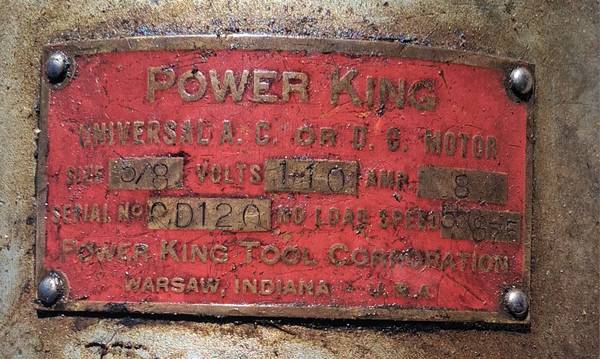 POWER KING
UNIVERSAL A. C. OR D. C. MOTOR
SIZE 5/8 VOLTS 110 AMP 8
SERIAL NO CD120 NO LOAD SPEED
POWER KING TOOL CORPORATION
WARSAW, INDIANA - U.S.A.